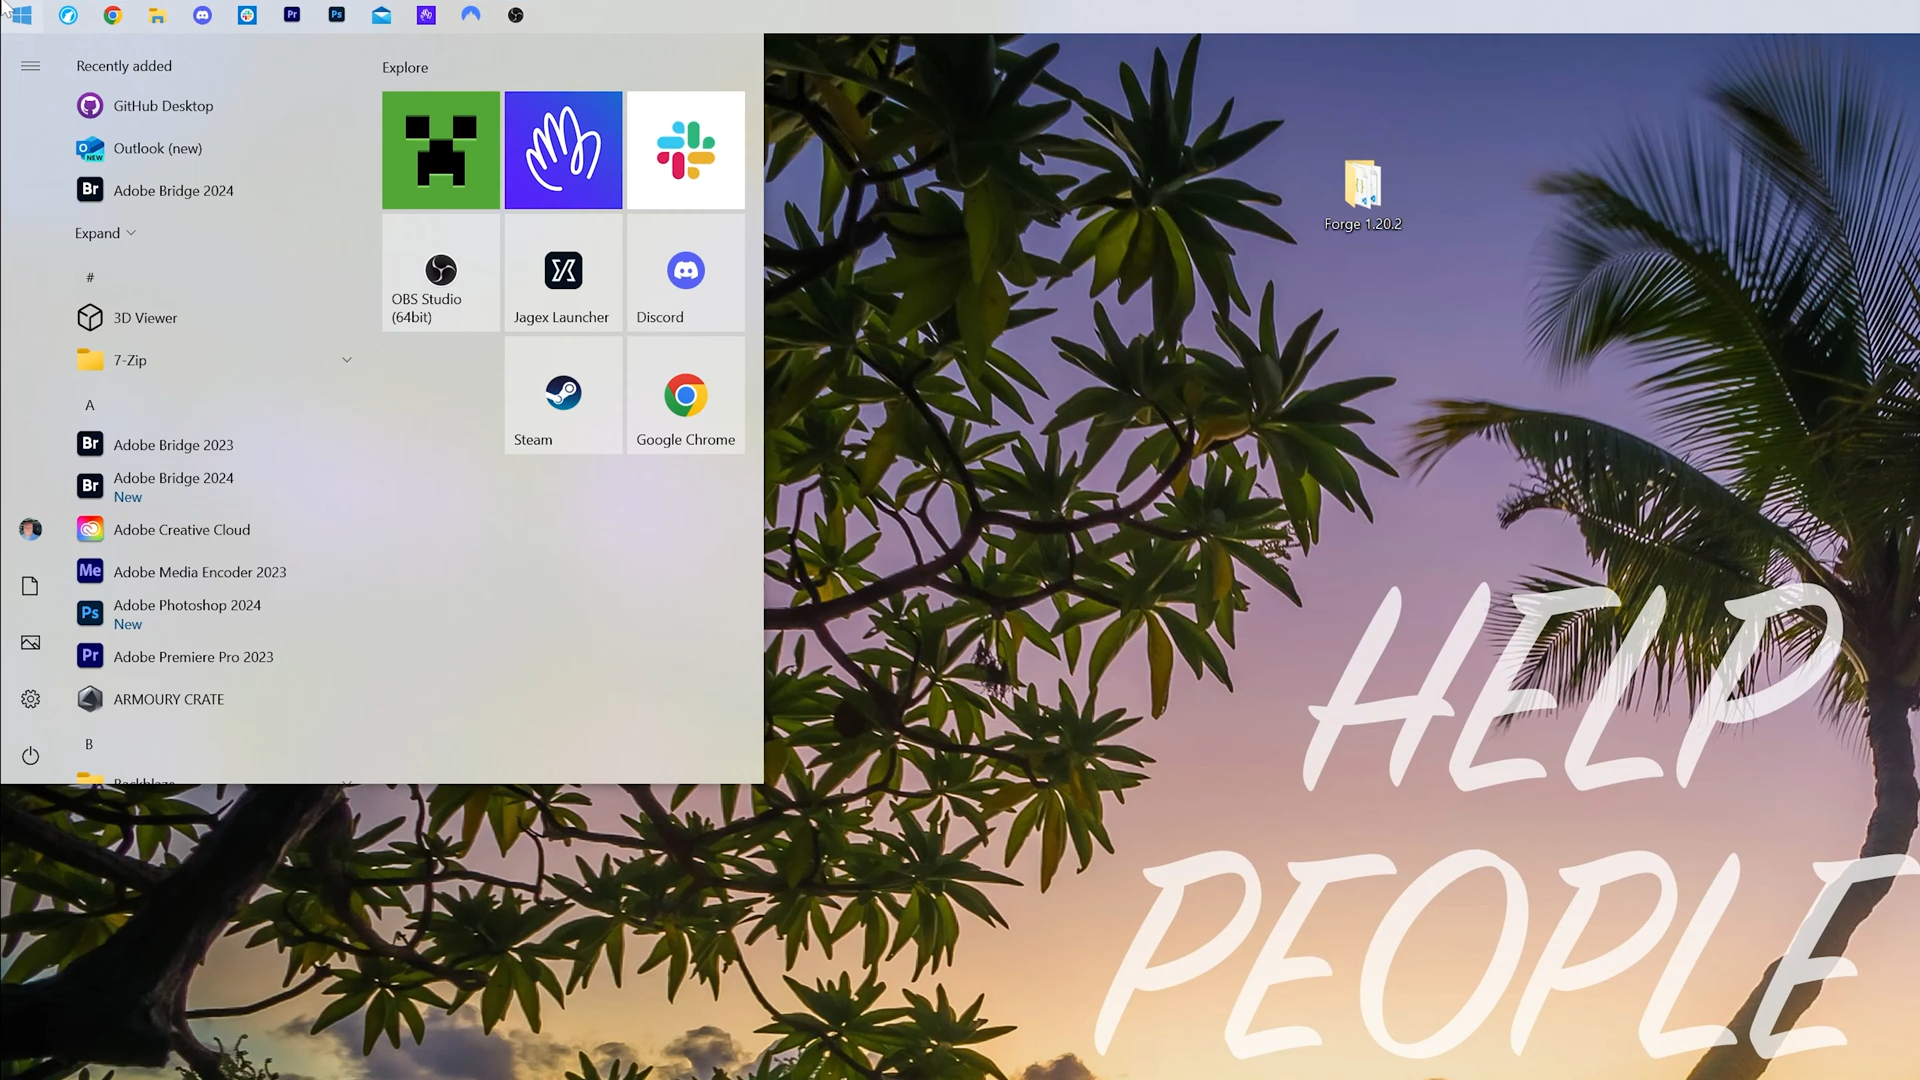 Recently added
GitHub Desktop
Outlook (new)
Adobe Bridge 2024
Expand
#
3D Viewer
7-Zip
A
Adobe Bridge 2023
Adobe Bridge 2024
New
Adobe Creative Cloud
Adobe Media Encoder 2023
Adobe Photoshop 2024
New
Adobe Premiere Pro 2023
ARMOURY CRATE
B
Backblaze
Explore
OBS Studio
(64bit)
Jagex Launcher
Discord
Steam
Google Chrome
Forge 1.20.2
HELP
PEOPLE